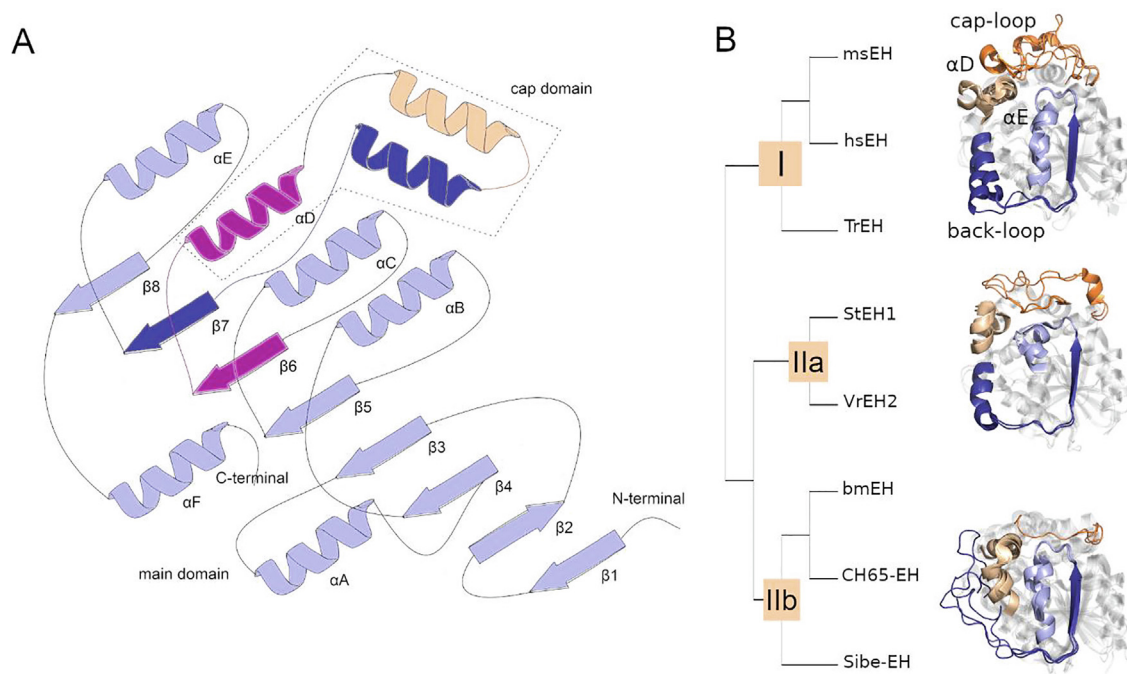 A
cap domain
αE
αD
αC
αB
β8
β7
β6
β5
β3
β4
β2
β1
αF
C-terminal
N-terminal
main domain
αA
B
msEH
hsEH
I
TrEH
StEH1
IIa
VrEH2
bmEH
CH65-EH
IIb
Sibe-EH
cap-loop
αD
αE
back-loop